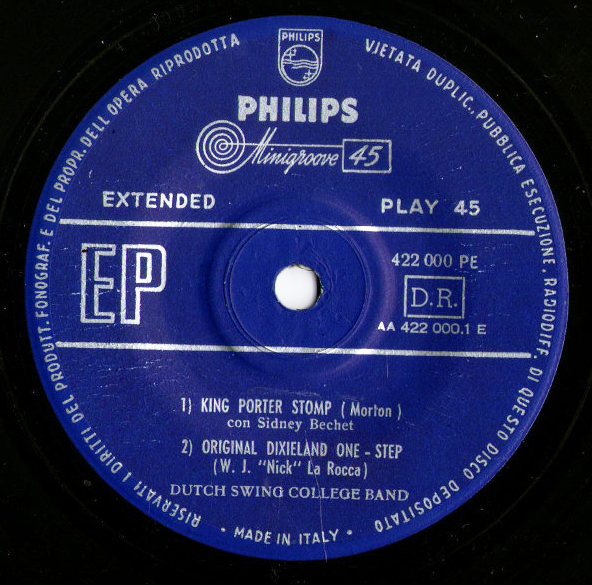 PHILIPS
PHILIPS
Minigroove 45
EXTENDED PLAY 45
EP
422 000 PE
D.R.
AA 422 000.1 E
1) KING PORTER STOMP (Morton)
con Sidney Bechet
2) ORIGINAL DIXIELAND ONE-STEP
(W. J. "Nick" La Rocca)
DUTCH SWING COLLEGE BAND
• MADE IN ITALY •
RISERVATI I DIRITTI DEL PRODUTT. FONOGRAF. E DEL PROPR. DELL OPERA RIPRODOTTA
VIETATA DUPLIC., PUBBLICA ESECUZIONE, RADIODIFF. DI QUESTO DISCO DEPOSITATO